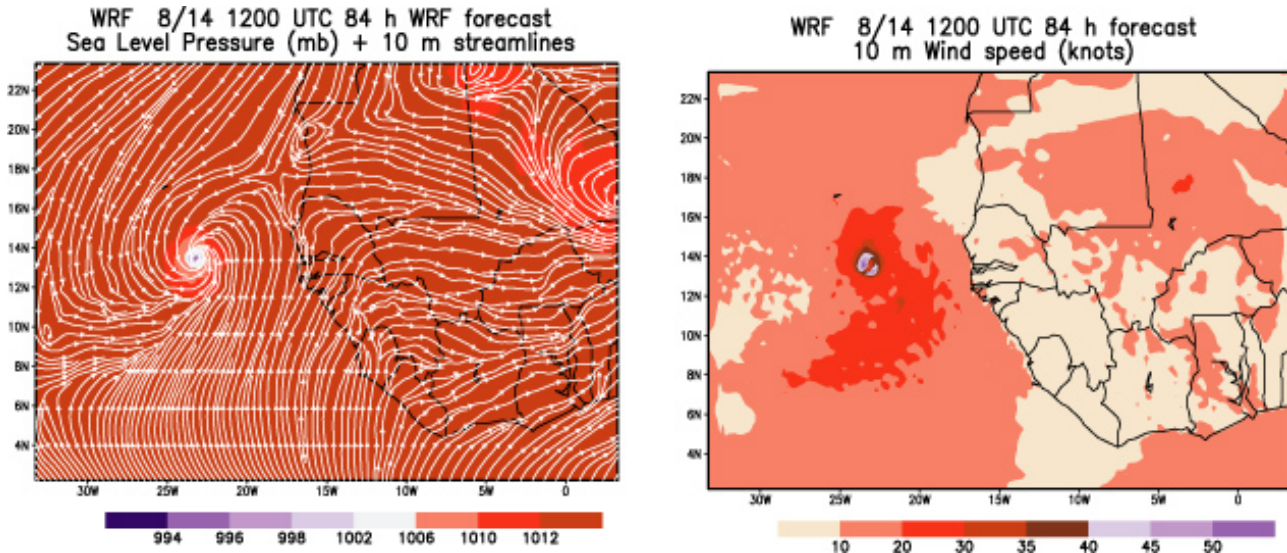 WRF 8/14 1200 UTC 84 h WRF forecast
Sea Level Pressure (mb) + 10 m streamlines
22N
20N
18N
16N
14N
12N
10N
8N
6N
4N
30W 25W 20W 15W 10W 5W 0
994 996 998 1002 1006 1010 1012
WRF 8/14 1200 UTC 84 h forecast
10 m Wind speed (knots)
22N
20N
18N
16N
14N
12N
10N
8N
6N
4N
30W 25W 20W 15W 10W 5W 0
10 20 30 35 40 45 50